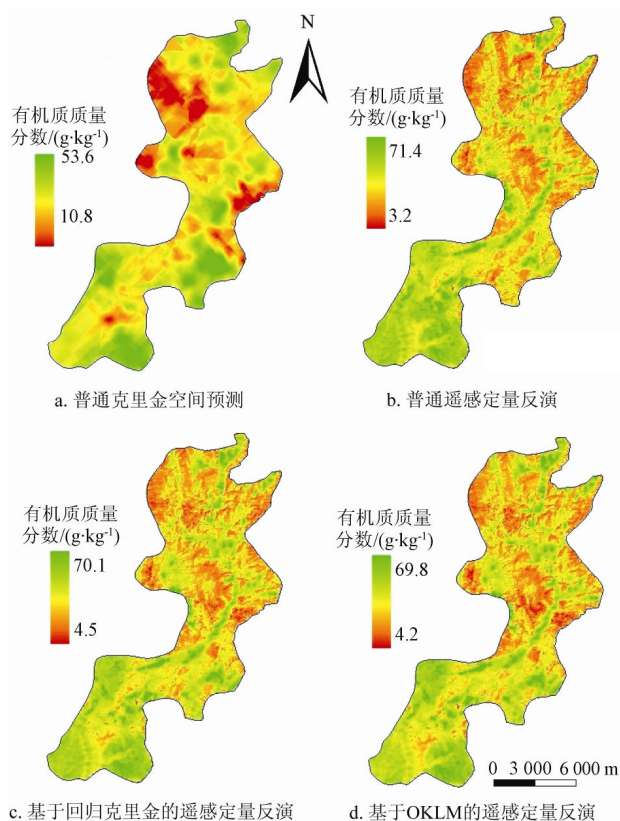 N
有机质质量
分数/(g·kg-1)
53.6
10.8
有机质质量
分数/(g·kg-1)
71.4
3.2
a. 普通克里金空间预测
b. 普通遥感定量反演
有机质质量
分数/(g·kg-1)
70.1
4.5
有机质质量
分数/(g·kg-1)
69.8
4.2
0 3 000 6 000 m
c. 基于回归克里金的遥感定量反演
d. 基于OKLM的遥感定量反演